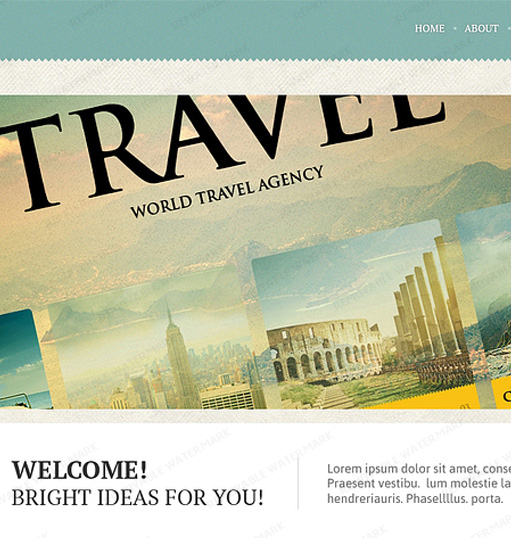 HOME • ABOUT •
TRAVEL
WORLD TRAVEL AGENCY
WELCOME!
BRIGHT IDEAS FOR YOU!
Lorem ipsum dolor sit amet, conse
Praesent vestibu. lum molestie la
hendreriauris. Phasellllus. porta.